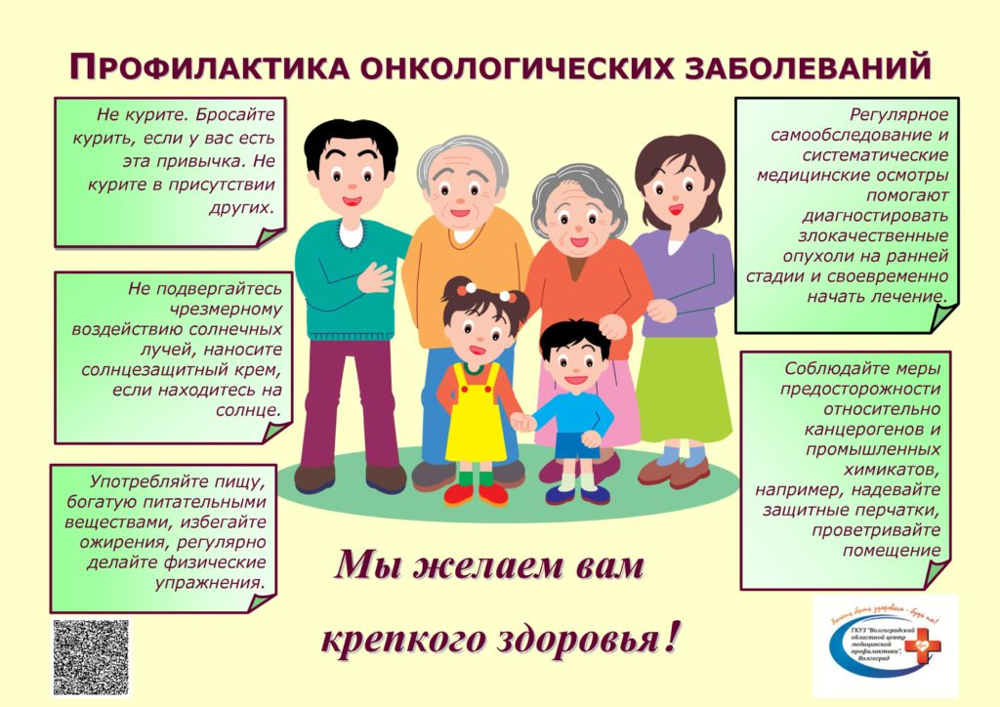 ПРОФИЛАКТИКА ОНКОЛОГИЧЕСКИХ ЗАБОЛЕВАНИЙ
Не курите. Бросайте
курить, если у вас есть
эта привычка. Не
курите в присутствии
других.
Не подвергайтесь
чрезмерному
воздействию солнечных
лучей, наносите
солнцезащитный крем,
если находитесь на
солнце.
Употребляйте пищу,
богатую питательными
веществами, избегайте
ожирения, регулярно
делайте физические
упражнения.
Регулярное
самообследование и
систематические
медицинские осмотры
помогают
диагностировать
злокачественные
опухоли на ранней
стадии и своевременно
начать лечение.
Соблюдайте меры
предосторожности
относительно
канцерогенов и
промышленных
химикатов,
например, надевайте
защитные перчатки,
проветривайте
помещение
Мы желаем вам
крепкого здоровья!
Хочешь быть здоровым - будь им!
ГКУЗ "Волгоградский
областной центр
медицинской
профилактики",
Волгоград